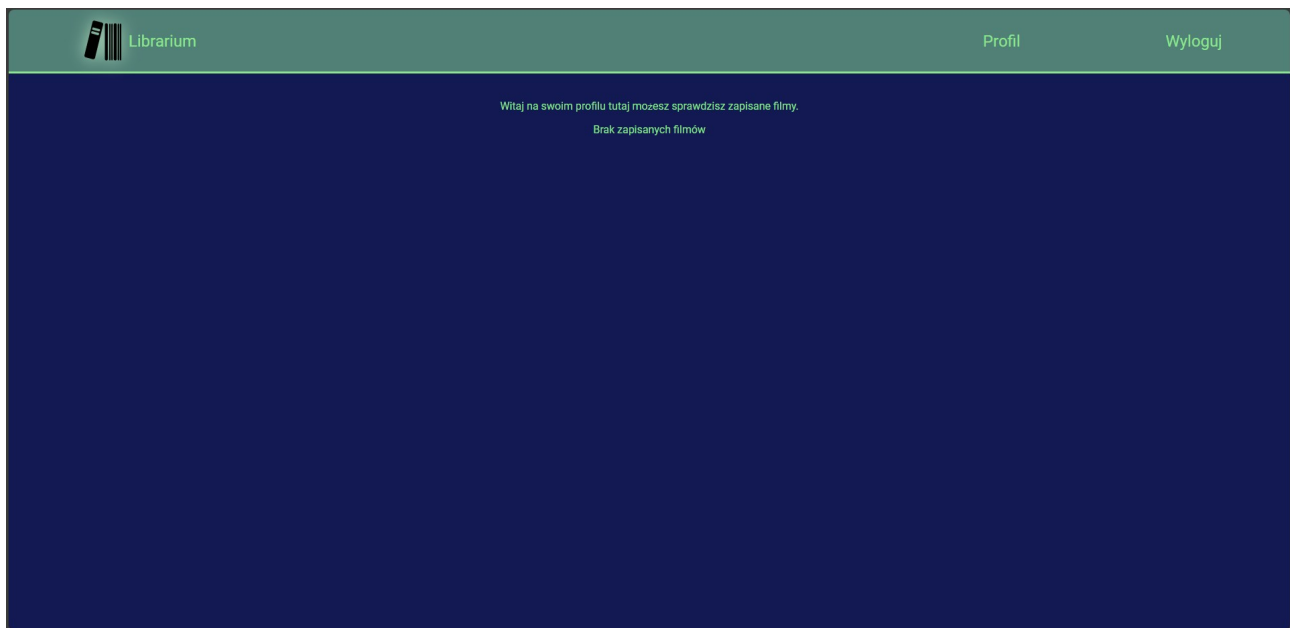 Librarium
Profil
Wyloguj
Witaj na swoim profilu tutaj możesz sprawdzisz zapisane filmy.
Brak zapisanych filmów